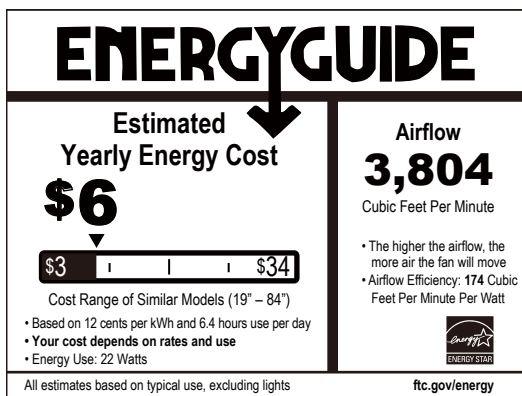 ENERGYGUIDE
Estimated
Yearly Energy Cost
$6
$3
$34
Cost Range of Similar Models (19" – 84")
• Based on 12 cents per kWh and 6.4 hours use per day
• Your cost depends on rates and use
• Energy Use: 22 Watts
Airflow
3,804
Cubic Feet Per Minute
• The higher the airflow, the
more air the fan will move
• Airflow Efficiency: 174 Cubic
Feet Per Minute Per Watt
energy
ENERGY STAR
All estimates based on typical use, excluding lights
ftc.gov/energy